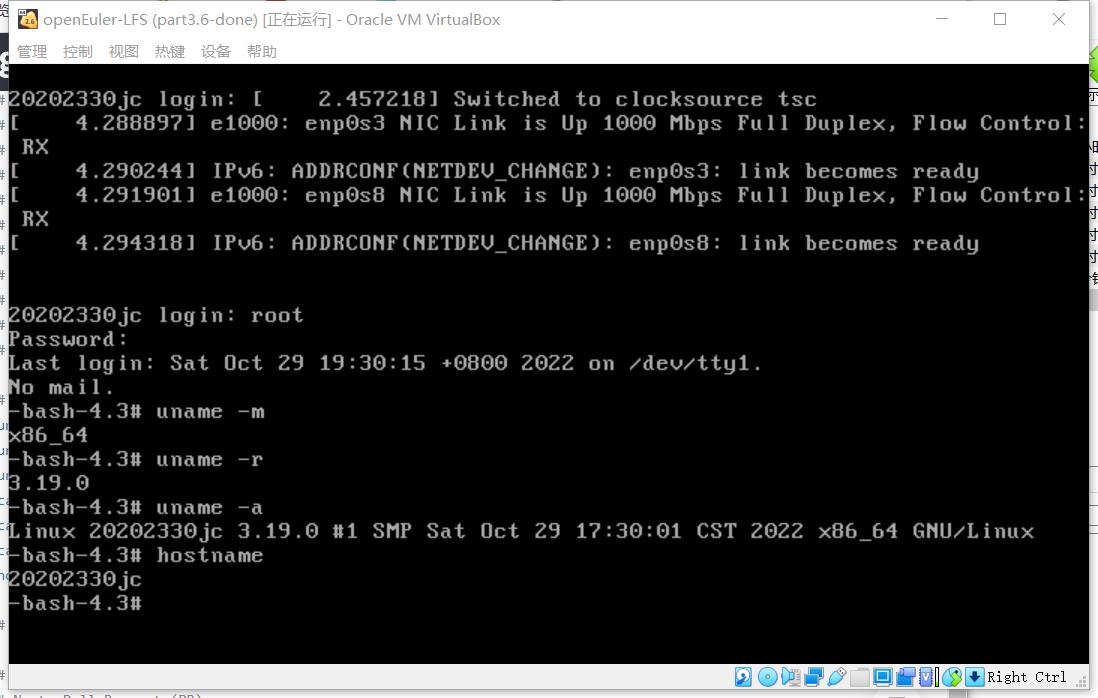 openEuler-LFS (part3.6-done) [正在运行] - Oracle VM VirtualBox
管理 控制 视图 热键 设备 帮助
20202330jc login: [    2.457218] Switched to clocksource tsc
[    4.288897] e1000: enp0s3 NIC Link is Up 1000 Mbps Full Duplex, Flow Control:
RX
[    4.290244] IPv6: ADDRCONF(NETDEV_CHANGE): enp0s3: link becomes ready
[    4.291901] e1000: enp0s8 NIC Link is Up 1000 Mbps Full Duplex, Flow Control:
RX
[    4.294318] IPv6: ADDRCONF(NETDEV_CHANGE): enp0s8: link becomes ready
20202330jc login: root
Password:
Last login: Sat Oct 29 19:30:15 +0800 2022 on /dev/tty1.
No mail.
-bash-4.3# uname -m
x86_64
-bash-4.3# uname -r
3.19.0
-bash-4.3# uname -a
Linux 20202330jc 3.19.0 #1 SMP Sat Oct 29 17:30:01 CST 2022 x86_64 GNU/Linux
-bash-4.3# hostname
20202330jc
-bash-4.3#
Right Ctrl